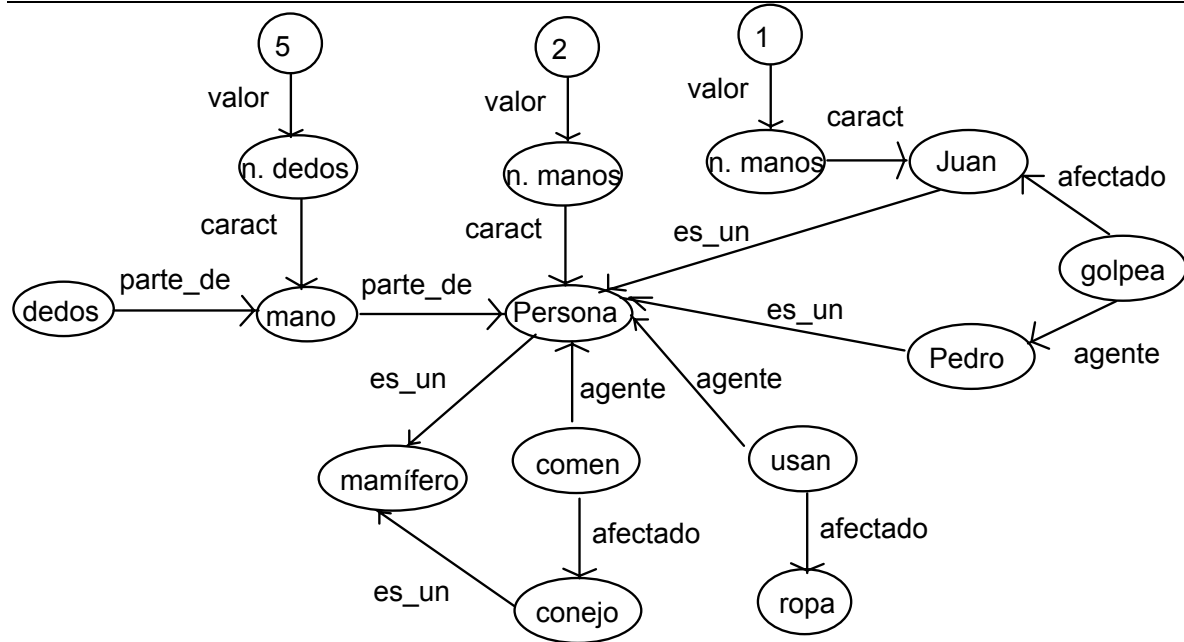 5
2
1
valor
valor
valor
caract
n. dedos
n. manos
n. manos
Juan
afectado
caract
caract
es_un
golpea
dedos
parte_de
mano
parte_de
Persona
es_un
Pedro
agente
es_un
agente
agente
mamífero
comen
usan
afectado
afectado
es_un
conejo
ropa